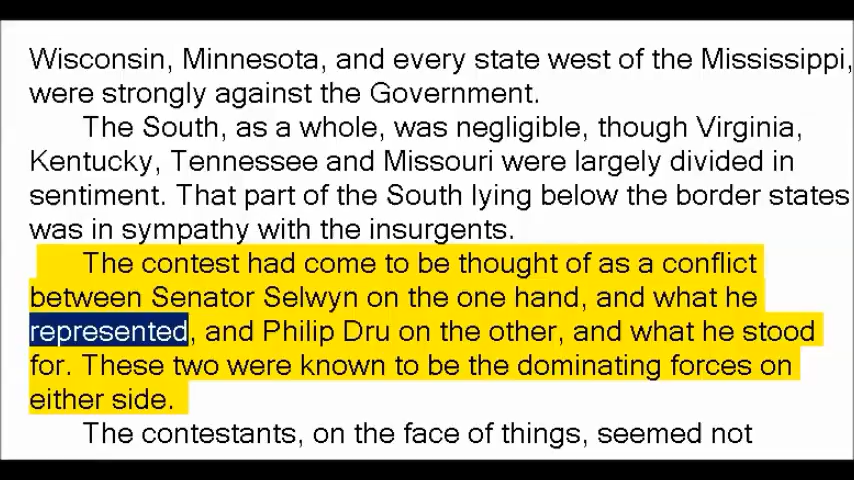 Wisconsin, Minnesota, and every state west of the Mississippi,
were strongly against the Government.
The South, as a whole, was negligible, though Virginia,
Kentucky, Tennessee and Missouri were largely divided in
sentiment. That part of the South lying below the border states
was in sympathy with the insurgents.
The contest had come to be thought of as a conflict
between Senator Selwyn on the one hand, and what he
represented, and Philip Dru on the other, and what he stood
for. These two were known to be the dominating forces on
either side.
The contestants, on the face of things, seemed not